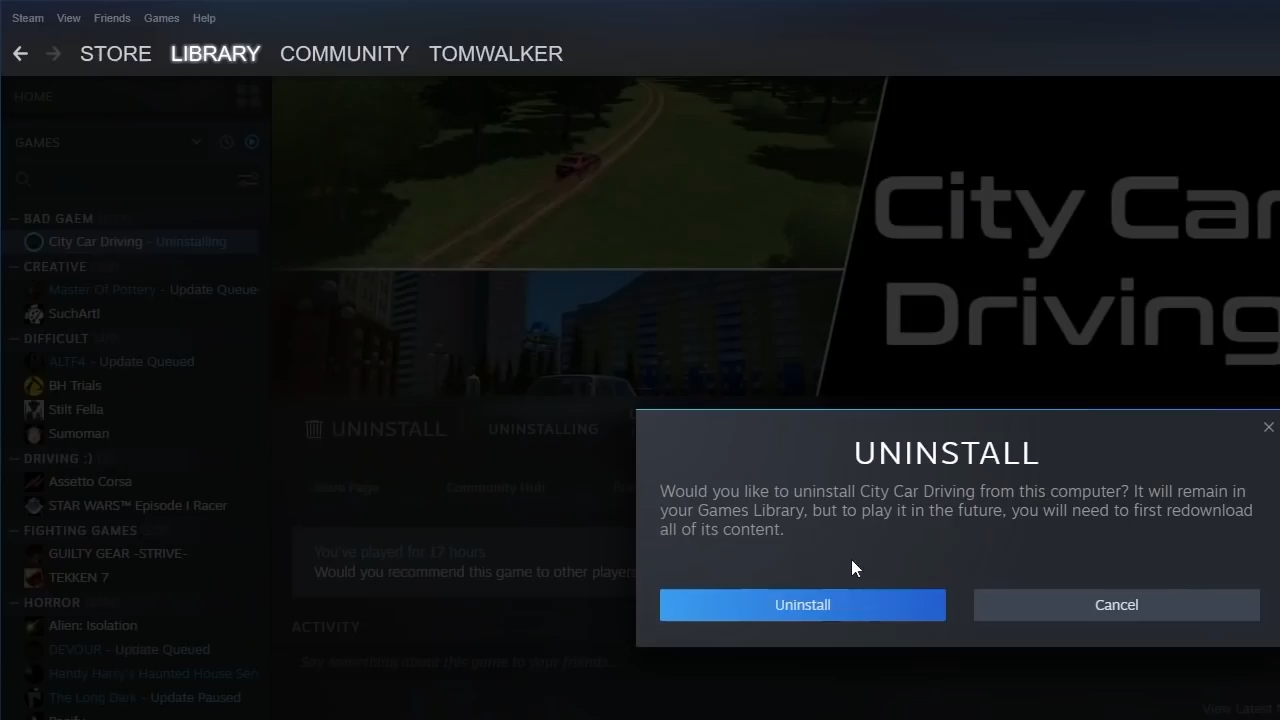 Steam View Friends Games Help
STORE LIBRARY COMMUNITY TOMWALKER
HOME
GAMES
City Car
Driving
— BAD GAEM
City Car Driving - Uninstalling
— CREATIVE
Master Of Pottery - Update Queue
SuchArt!
— DIFFICULT
ALTF4 - Update Queued
BH Trials
Stilt Fella
Sumoman
— DRIVING :)
Assetto Corsa
STAR WARS™ Episode I Racer
— FIGHTING GAMES
GUILTY GEAR -STRIVE-
TEKKEN 7
— HORROR
Alien: Isolation
DEVOUR - Update Queued
Handy Harry's Haunted House Serv
The Long Dark - Update Paused
UNINSTALL UNINSTALLING
Store Page Community Hub
You've played for 17 hours
Would you recommend this game to other players
ACTIVITY
Say something about this game to your friends...
View Latest
UNINSTALL
Would you like to uninstall City Car Driving from this computer? It will remain in
your Games Library, but to play it in the future, you will need to first redownload
all of its content.
Uninstall Cancel